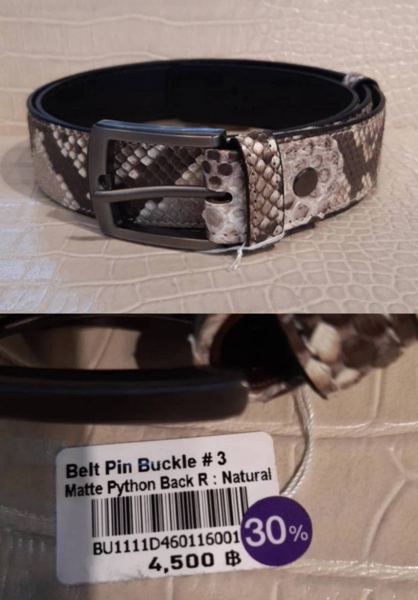 Belt Pin Buckle # 3
Matte Python Back R : Natural
BU1111D460116001
30%
4,500 ฿